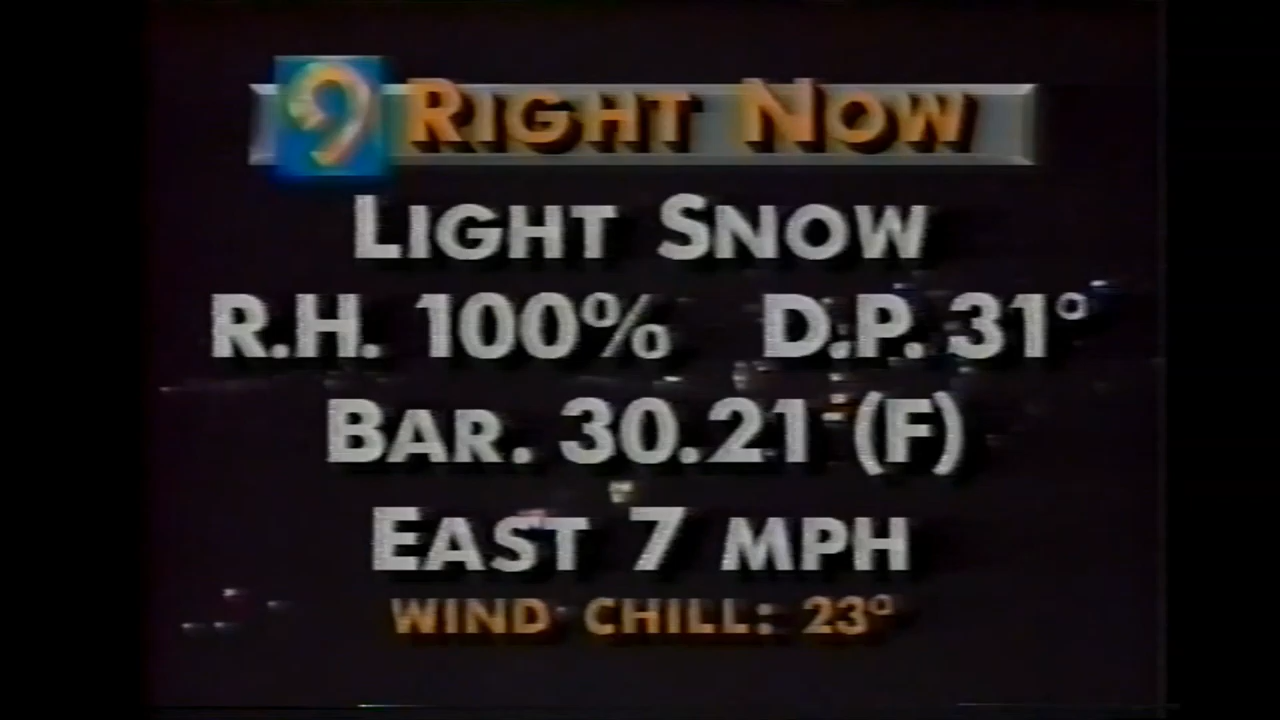 9 RIGHT NOW
LIGHT SNOW
R.H. 100% D.P. 31°
BAR. 30.21 (F)
EAST 7 MPH
WIND CHILL: 23°